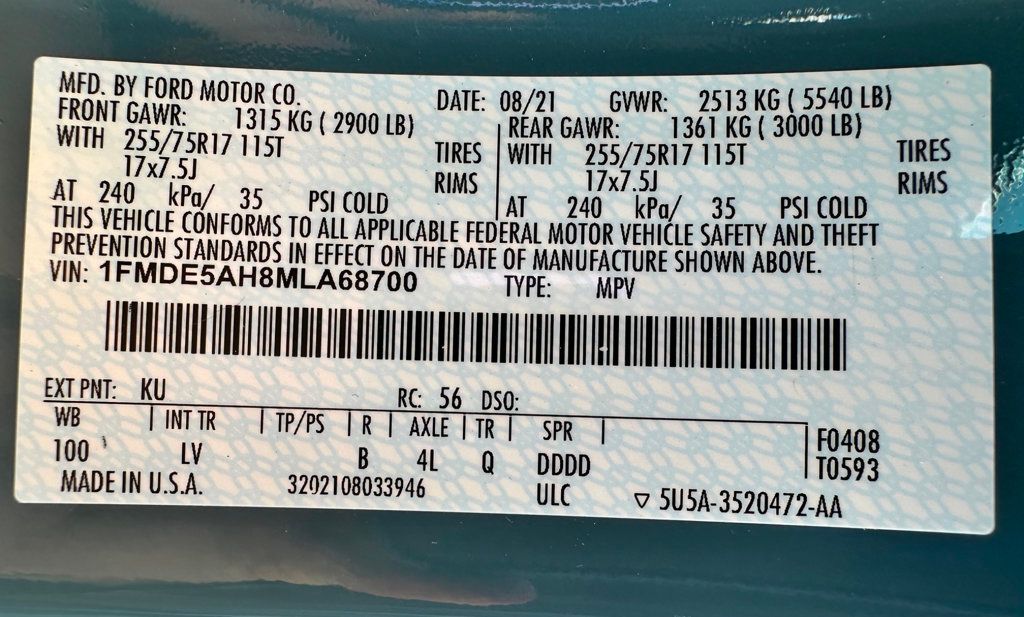 MFD. BY FORD MOTOR CO. DATE: 08/21 GVWR: 2513 KG ( 5540 LB)
FRONT GAWR: 1315 KG ( 2900 LB) REAR GAWR: 1361 KG ( 3000 LB)
WITH 255/75R17 115T TIRES WITH 255/75R17 115T TIRES
17x7.5J RIMS 17x7.5J RIMS
AT 240 kPa/ 35 PSI COLD AT 240 kPa/ 35 PSI COLD
THIS VEHICLE CONFORMS TO ALL APPLICABLE FEDERAL MOTOR VEHICLE SAFETY AND THEFT
PREVENTION STANDARDS IN EFFECT ON THE DATE OF MANUFACTURE SHOWN ABOVE.
VIN: 1FMDE5AH8MLA68700 TYPE: MPV
EXT PNT: KU RC: 56 DSO:
WB | INT TR | TP/PS | R | AXLE | TR | SPR | F0408
100 LV B 4L Q DDDD T0593
MADE IN U.S.A. 3202108033946 ULC ▽ 5U5A-3520472-AA